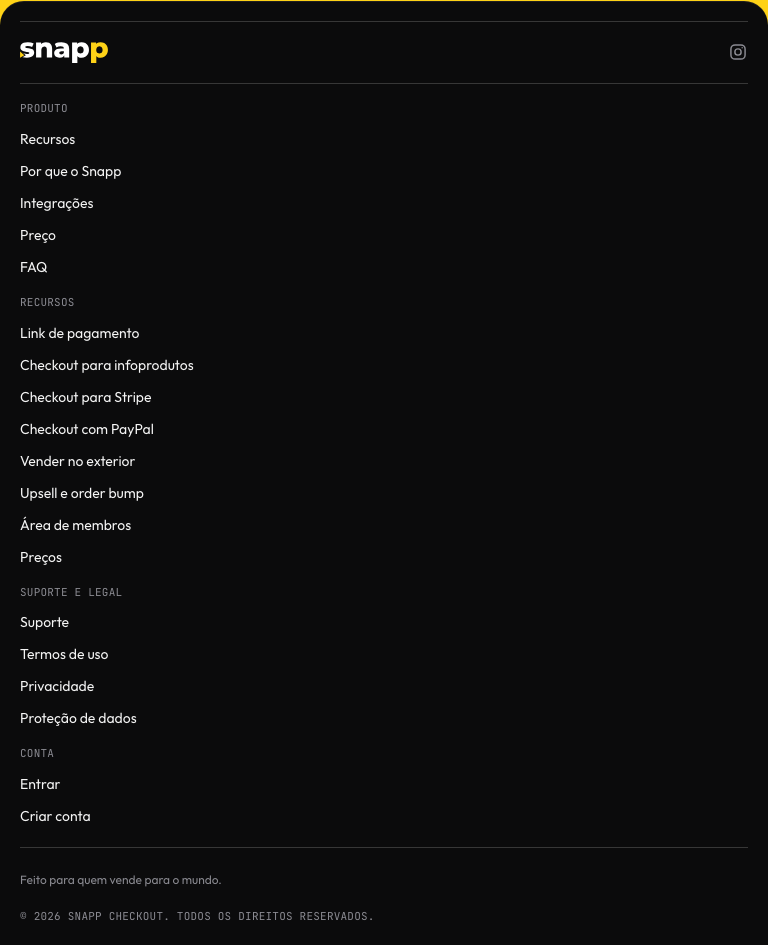 snapp
PRODUTO
Recursos
Por que o Snapp
Integrações
Preço
FAQ
RECURSOS
Link de pagamento
Checkout para infoprodutos
Checkout para Stripe
Checkout com PayPal
Vender no exterior
Upsell e order bump
Área de membros
Preços
SUPORTE E LEGAL
Suporte
Termos de uso
Privacidade
Proteção de dados
CONTA
Entrar
Criar conta
Feito para quem vende para o mundo.
© 2026 SNAPP CHECKOUT. TODOS OS DIREITOS RESERVADOS.